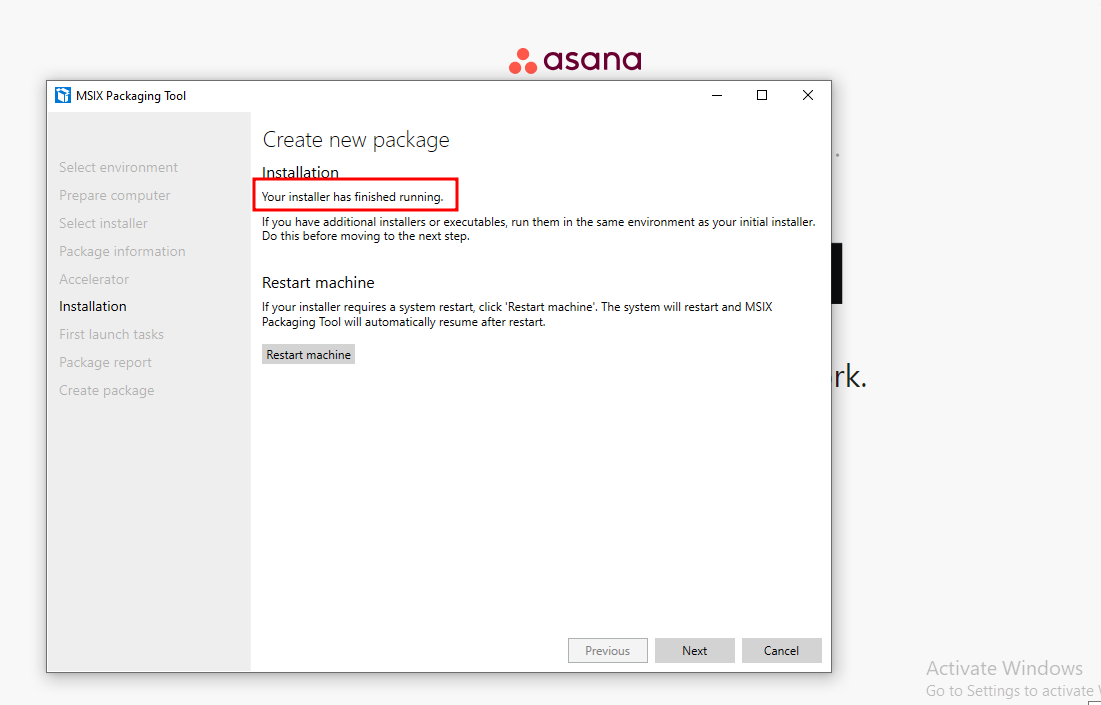 asana
MSIX Packaging Tool
Create new package
Select environment
Prepare computer
Select installer
Package information
Accelerator
Installation
First launch tasks
Package report
Create package
Installation
Your installer has finished running.
If you have additional installers or executables, run them in the same environment as your initial installer.
Do this before moving to the next step.
Restart machine
If your installer requires a system restart, click 'Restart machine'. The system will restart and MSIX
Packaging Tool will automatically resume after restart.
Restart machine
rk.
Previous
Next
Cancel
Activate Windows
Go to Settings to activate